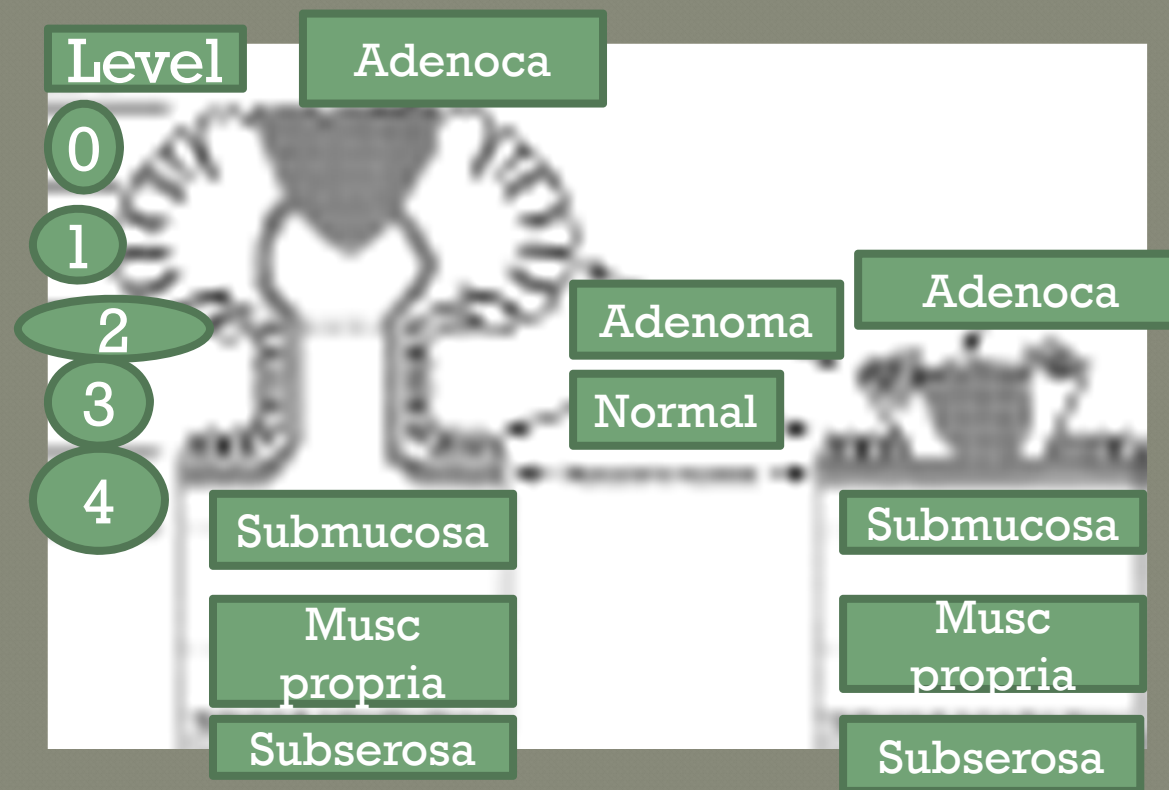 Level
Adenoca
0
1
2
3
4
Adenoma
Adenoca
Normal
Submucosa
Submucosa
Musc
propria
Musc
propria
Subserosa
Subserosa